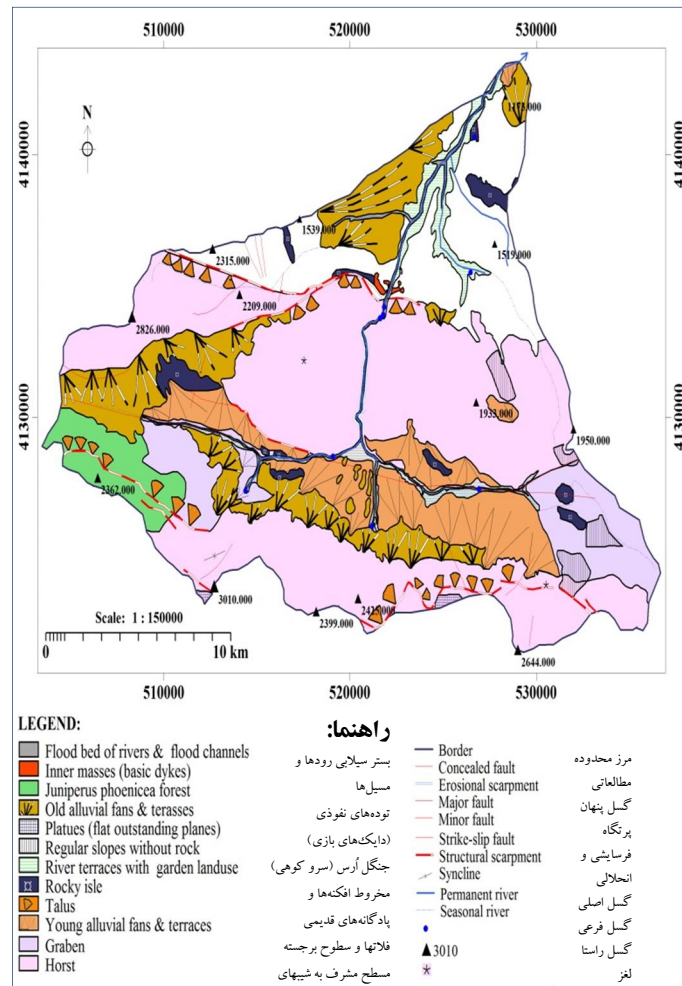 510000 520000 530000
N
4140000 4140000
4130000 4130000
1175.000
1539.000
2315.000
1519.000
2209.000
2826.000
1933.000
1950.000
2362.000
3010.000
2399.000
2644.000
Scale: 1 : 150000
0 10 km
510000 520000 530000
LEGEND:
Flood bed of rivers & flood channels
Inner masses (basic dykes)
Juniperus phoenicea forest
Old alluvial fans & terasses
Platues (flat outstanding planes)
Regular slopes without rock
River terraces with garden landuse
Rocky isle
Talus
Young alluvial fans & terraces
Graben
Horst
راهنما:
بستر سیلابی رودها و
مسیل‌ها
توده‌های نفوذی
(دایک‌های بازی)
جنگل اُرس (سرو کوهی)
مخروط افکنه‌ها و
پادگانه‌های قدیمی
فلاتها و سطوح برجسته
مسطح مشرف به شیبهای
Border
Concealed fault
Erosional scarpment
Major fault
Minor fault
Strike-slip fault
Structural scarpment
Syncline
Permanent river
Seasonal river
3010
مرز محدوده
مطالعاتی
گسل پنهان
پرتگاه
فرسایشی و
انحلالی
گسل اصلی
گسل فرعی
گسل راستا
لغز